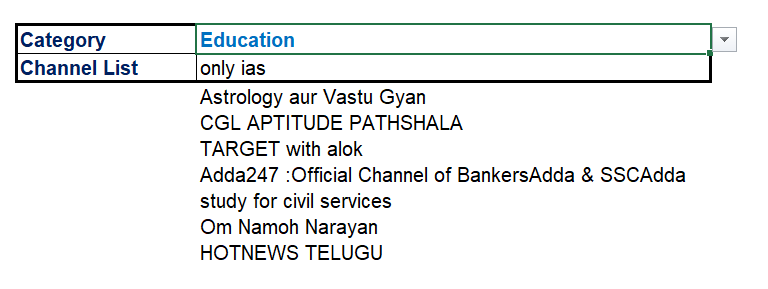 Category Education
Channel List only ias
Astrology aur Vastu Gyan
CGL APTITUDE PATHSHALA
TARGET with alok
Adda247 :Official Channel of BankersAdda & SSCAdda
study for civil services
Om Namoh Narayan
HOTNEWS TELUGU